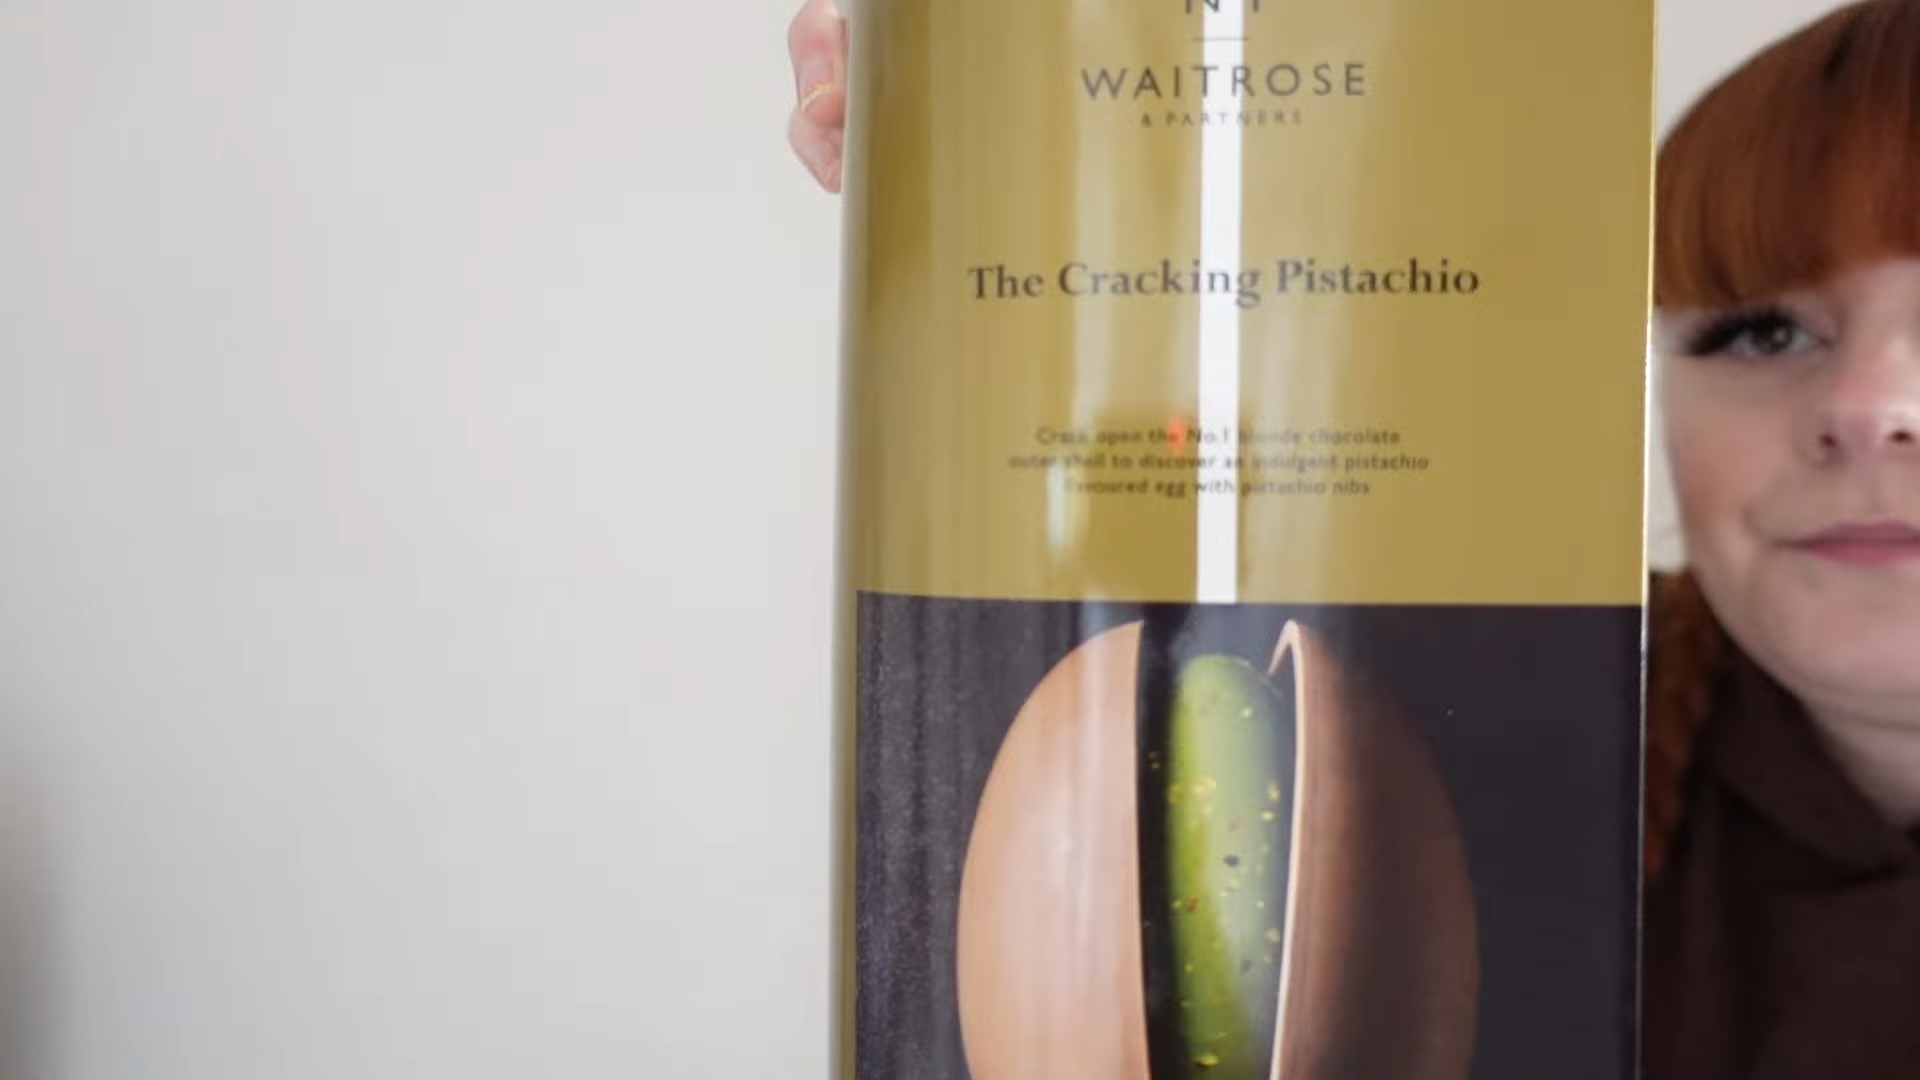 WAITROSE
& PARTNERS
The Cracking Pistachio
Crack open the No.1 blonde chocolate
outer shell to discover an indulgent pistachio
flavoured egg with pistachio nibs